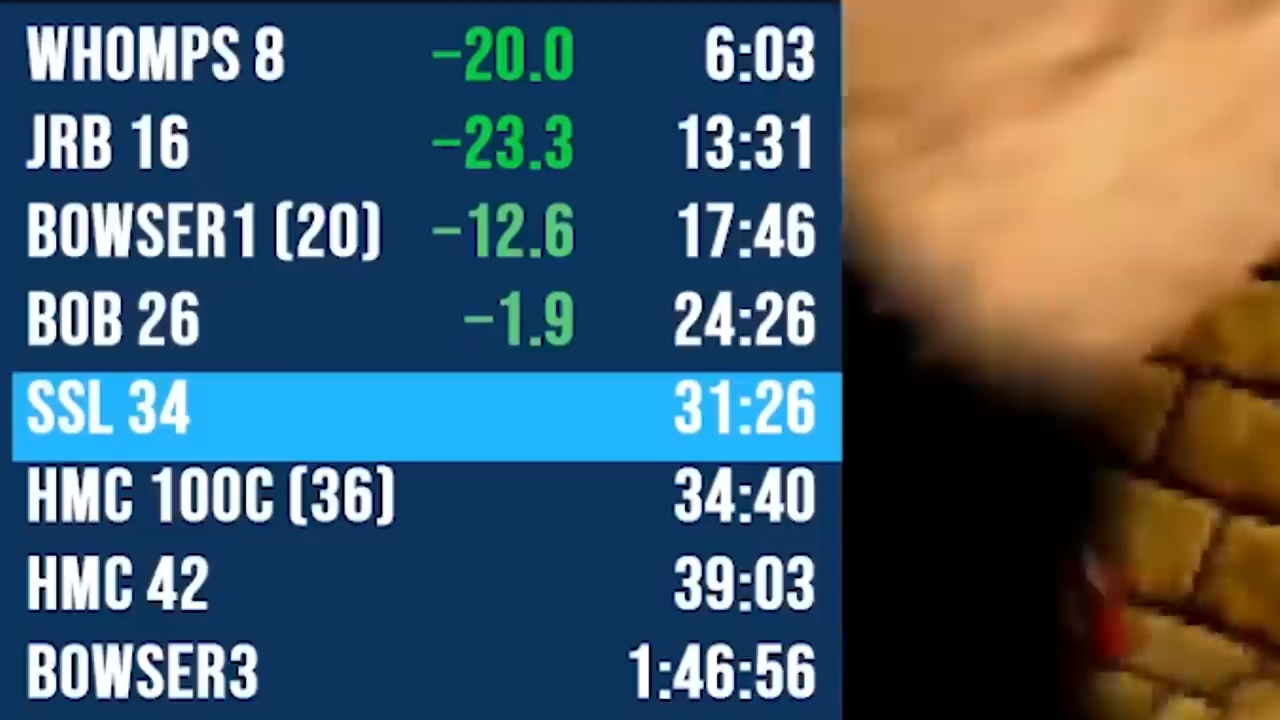 WHOMPS 8 −20.0 6:03
JRB 16 −23.3 13:31
BOWSER1 (20) −12.6 17:46
BOB 26 −1.9 24:26
SSL 34 31:26
HMC 100C (36) 34:40
HMC 42 39:03
BOWSER3 1:46:56